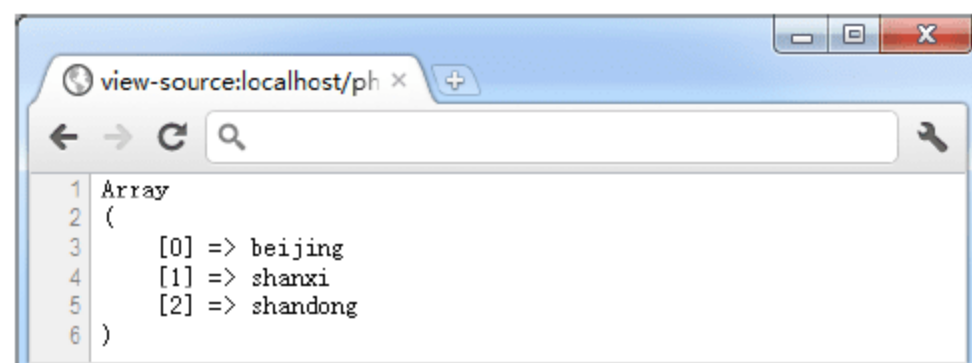 view-source:localhost/ph
1 Array
2 (
3     [0] => beijing
4     [1] => shanxi
5     [2] => shandong
6 )